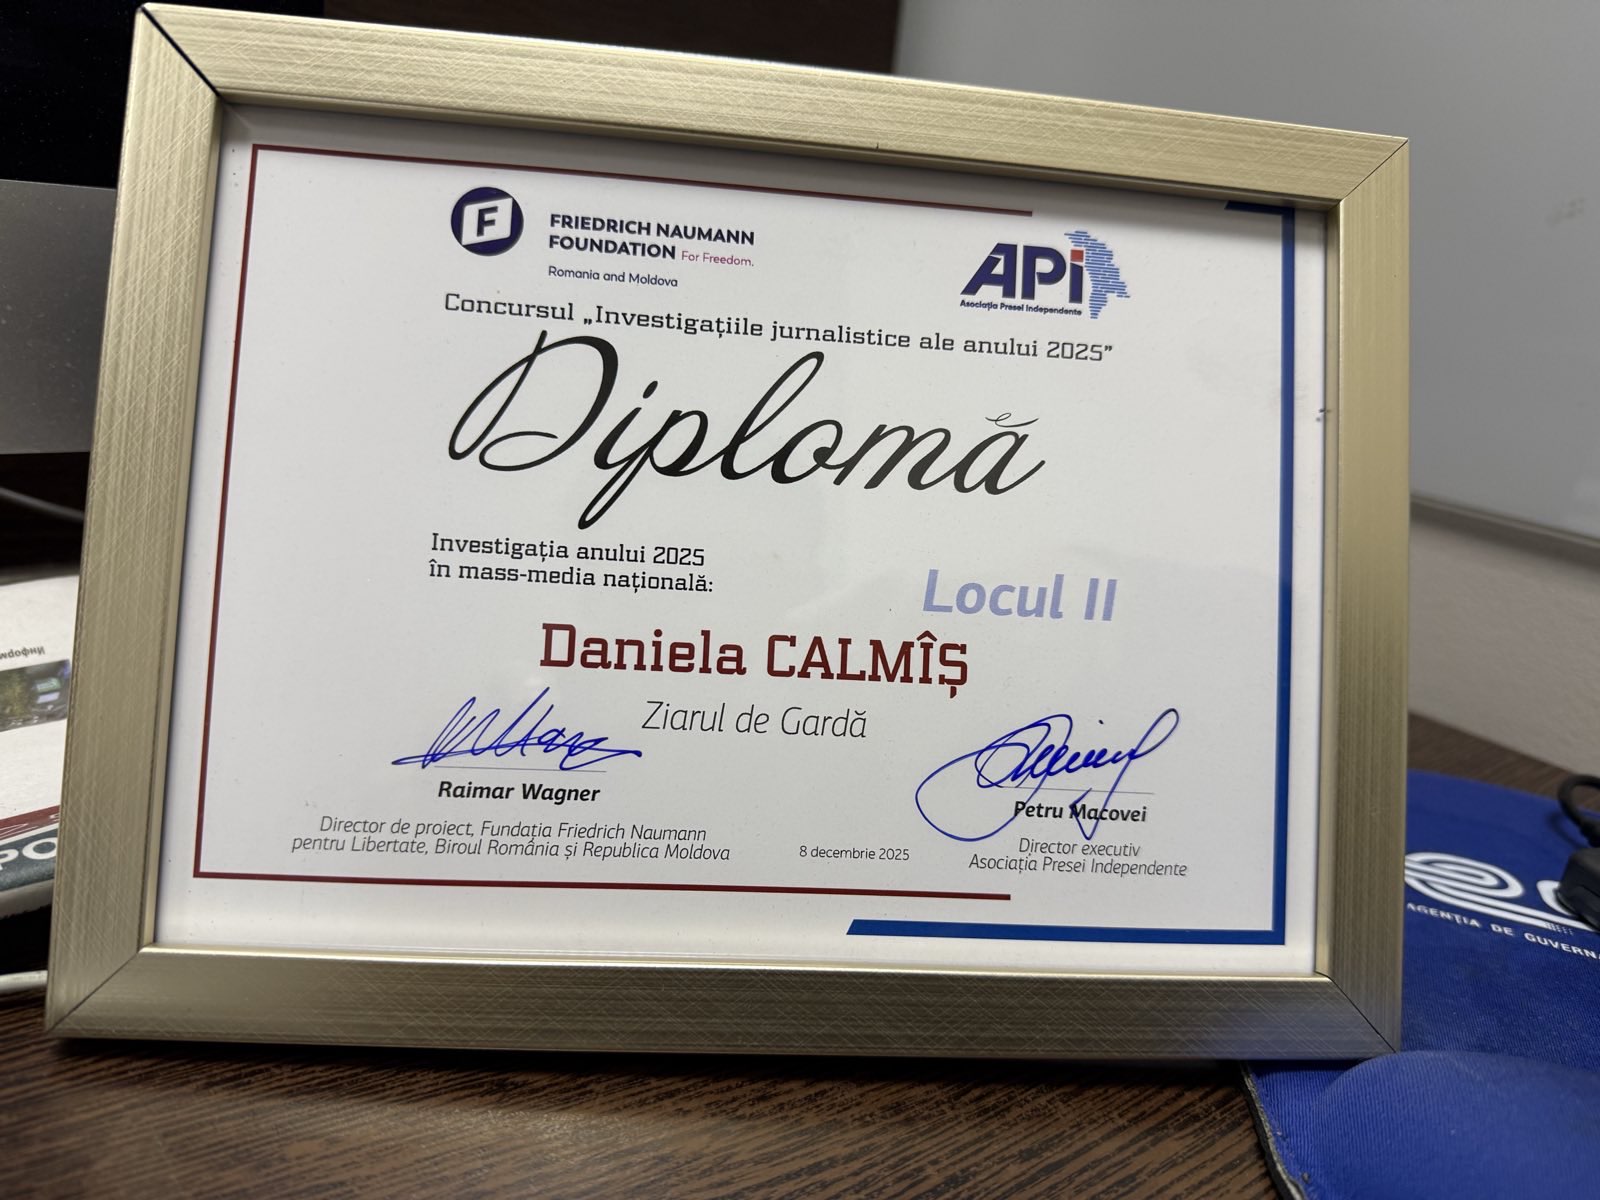 F
FRIEDRICH NAUMANN
FOUNDATION For Freedom.
Romania and Moldova
APi
Asociația Presei Independente
Concursul „Investigațiile jurnalistice ale anului 2025”
Diplomă
Investigația anului 2025
în mass-media națională:
Locul II
Daniela CALMÎȘ
Ziarul de Gardă
Raimar Wagner
Director de proiect, Fundația Friedrich Naumann
pentru Libertate, Biroul România și Republica Moldova
8 decembrie 2025
Petru Macovei
Director executiv
Asociația Presei Independente
AGENȚIA DE GUVERN